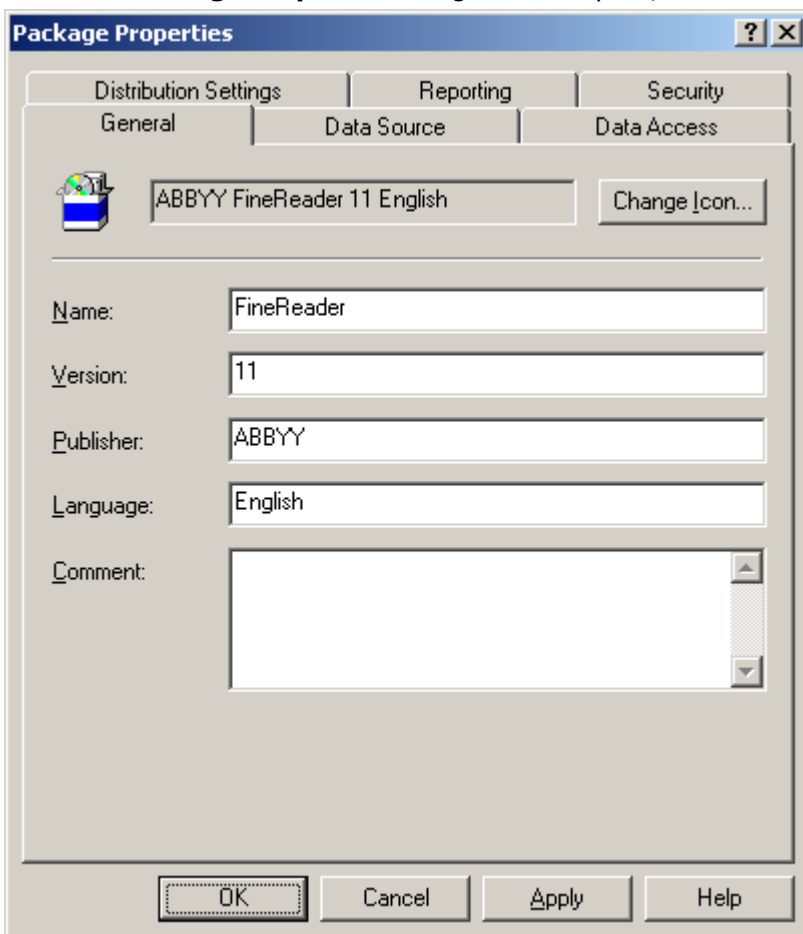 Package Properties
Distribution Settings Reporting Security
General Data Source Data Access
ABBYY FineReader 11 English Change Icon...
Name: FineReader
Version: 11
Publisher: ABBYY
Language: English
Comment:
OK Cancel Apply Help